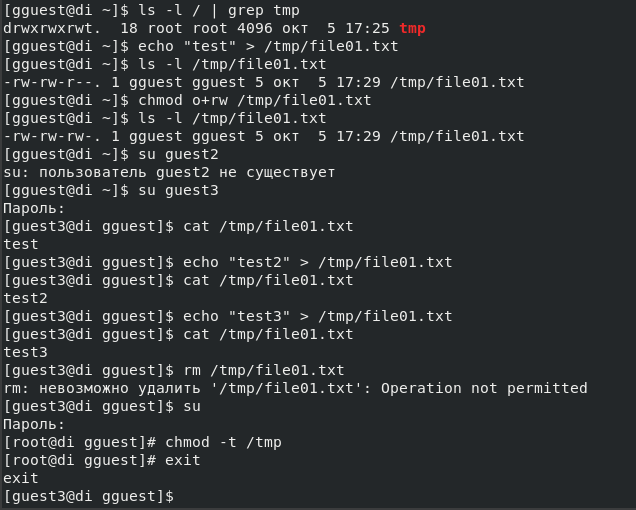 [gguest@di ~]$ ls -l / | grep tmp
drwxrwxrwt.  18 root root 4096 окт  5 17:25 tmp
[gguest@di ~]$ echo "test" > /tmp/file01.txt
[gguest@di ~]$ ls -l /tmp/file01.txt
-rw-rw-r--. 1 gguest gguest 5 окт  5 17:29 /tmp/file01.txt
[gguest@di ~]$ chmod o+rw /tmp/file01.txt
[gguest@di ~]$ ls -l /tmp/file01.txt
-rw-rw-rw-. 1 gguest gguest 5 окт  5 17:29 /tmp/file01.txt
[gguest@di ~]$ su guest2
su: пользователь guest2 не существует
[gguest@di ~]$ su guest3
Пароль:
[guest3@di gguest]$ cat /tmp/file01.txt
test
[guest3@di gguest]$ echo "test2" > /tmp/file01.txt
[guest3@di gguest]$ cat /tmp/file01.txt
test2
[guest3@di gguest]$ echo "test3" > /tmp/file01.txt
[guest3@di gguest]$ cat /tmp/file01.txt
test3
[guest3@di gguest]$ rm /tmp/file01.txt
rm: невозможно удалить '/tmp/file01.txt': Operation not permitted
[guest3@di gguest]$ su
Пароль:
[root@di gguest]# chmod -t /tmp
[root@di gguest]# exit
exit
[guest3@di gguest]$